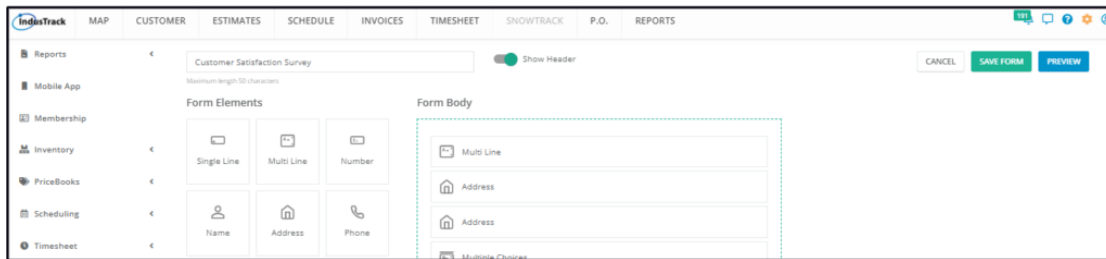 IndusTrack MAP CUSTOMER ESTIMATES SCHEDULE INVOICES TIMESHEET SNOWTRACK P.O. REPORTS 191
Reports
Mobile App
Membership
Inventory
PriceBooks
Scheduling
Timesheet
Customer Satisfaction Survey Show Header CANCEL SAVE FORM PREVIEW
Maximum length 50 characters
Form Elements
Single Line Multi Line Number
Name Address Phone
Form Body
Multi Line
Address
Address
Multiple Choices